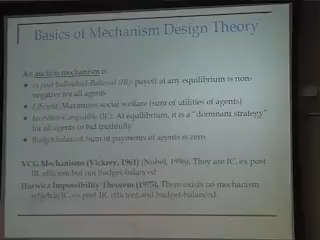 Basics of Mechanism Design Theory
An auction mechanism is
ex post Individual-Rational (IR): payoff at any equilibrium is non-
negative for all agents
Efficient: Maximizes social welfare (sum of utilities of agents)
Incentive-Compatible (IC): At equilibrium, it is a "dominant strategy"
for all agents to bid truthfully
Budget-balanced: Sum of payments of agents is zero
VCG Mechanisms (Vickrey, 1961) (Nobel, 1996). They are IC, ex post
IR, efficient but not budget-balanced
Hurwicz Impossibility Theorem (1975). There exists no mechanism
which is IC, ex post IR, efficient and budget-balanced.